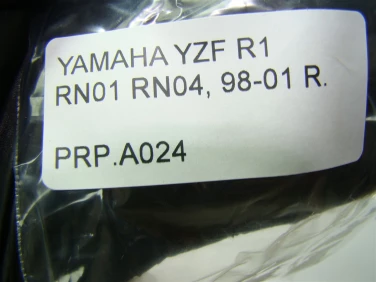 YAMAHA YZF R1
RN01 RN04, 98-01 R.
PRP.A024